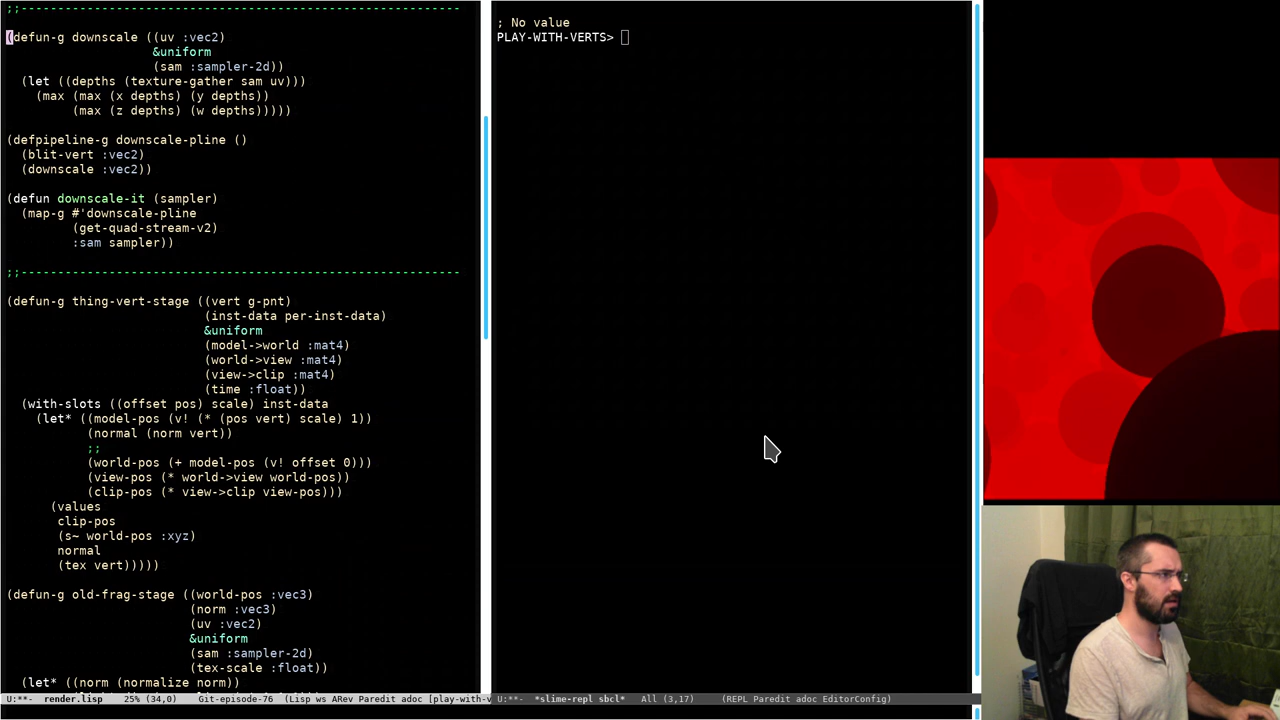 ;;------------------------------------------------------------
(defun-g downscale ((uv :vec2)
&uniform
(sam :sampler-2d))
(let ((depths (texture-gather sam uv)))
(max (max (x depths) (y depths))
(max (z depths) (w depths)))))
(defpipeline-g downscale-pline ()
(blit-vert :vec2)
(downscale :vec2))
(defun downscale-it (sampler)
(map-g #'downscale-pline
(get-quad-stream-v2)
:sam sampler))
;;------------------------------------------------------------
(defun-g thing-vert-stage ((vert g-pnt)
(inst-data per-inst-data)
&uniform
(model->world :mat4)
(world->view :mat4)
(view->clip :mat4)
(time :float))
(with-slots ((offset pos) scale) inst-data
(let* ((model-pos (v! (* (pos vert) scale) 1))
(normal (norm vert))
;;
(world-pos (+ model-pos (v! offset 0)))
(view-pos (* world->view world-pos))
(clip-pos (* view->clip view-pos)))
(values
clip-pos
(s~ world-pos :xyz)
normal
(tex vert)))))
(defun-g old-frag-stage ((world-pos :vec3)
(norm :vec3)
(uv :vec2)
&uniform
(sam :sampler-2d)
(tex-scale :float))
(let* ((norm (normalize norm))
U:**-  render.lisp    25% (34,0)    Git-episode-76  (Lisp ws ARev Paredit adoc [play-with-v
; No value
PLAY-WITH-VERTS>
U:**-  *slime-repl sbcl*   All (3,17)    (REPL Paredit adoc EditorConfig)